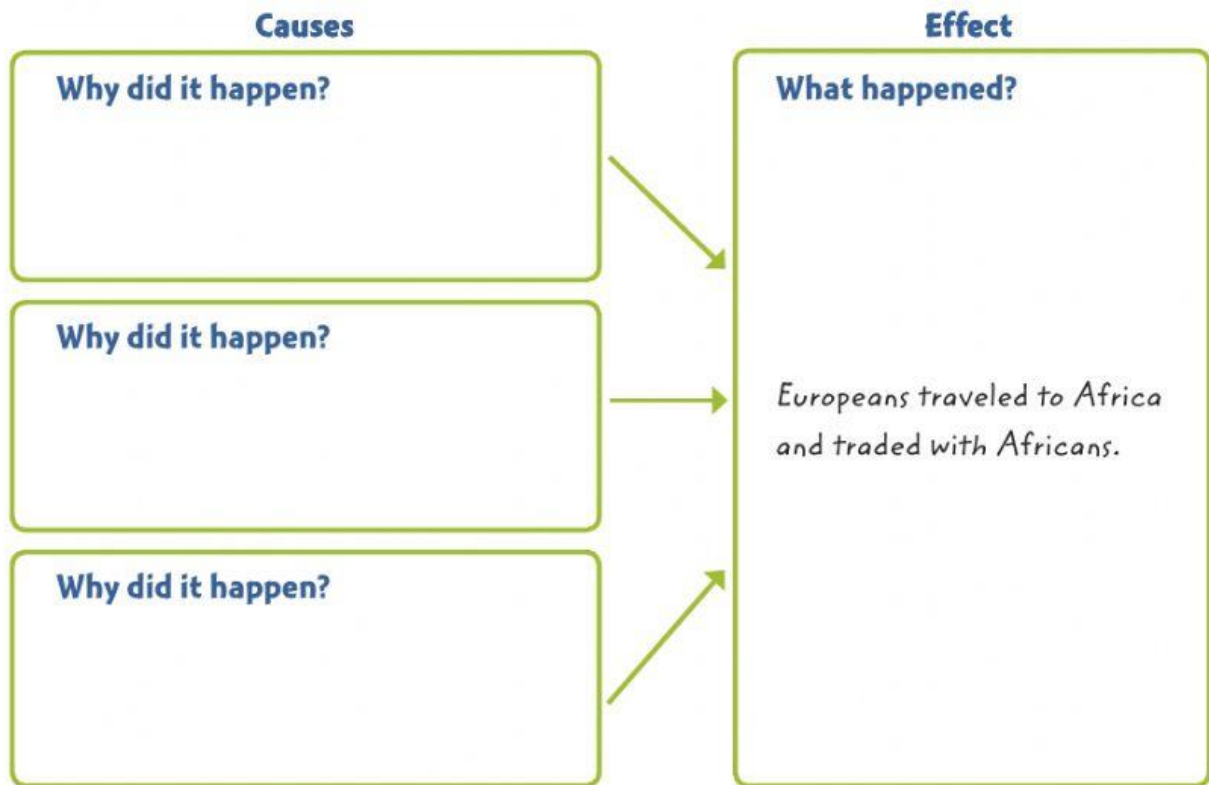 Causes
Effect
Why did it happen?
Why did it happen?
Why did it happen?
What happened?
Europeans traveled to Africa
and traded with Africans.